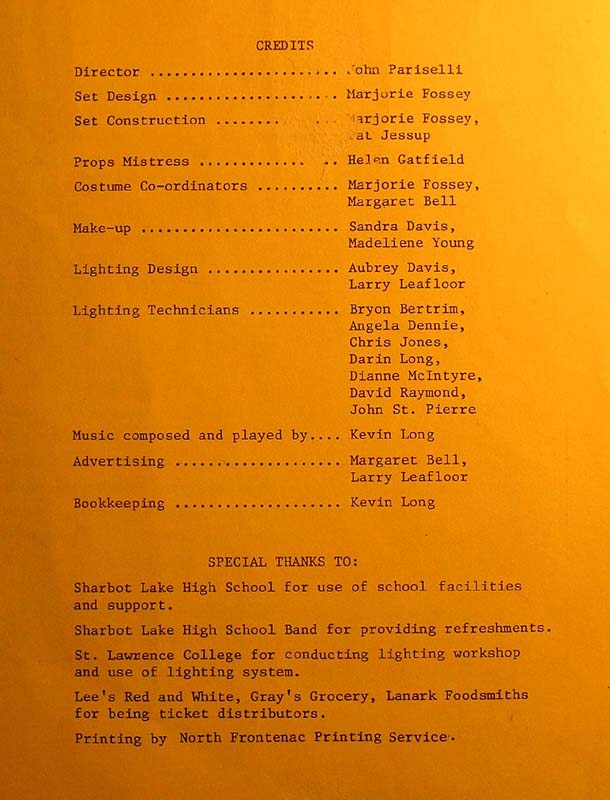 CREDITS
Director ....................... John Pariselli
Set Design ..................... Marjorie Fossey
Set Construction ........ ... Marjorie Fossey,
Pat Jessup
Props Mistress ............. .. Helen Gatfield
Costume Co-ordinators .......... Marjorie Fossey,
Margaret Bell
Make-up ........................ Sandra Davis,
Madeliene Young
Lighting Design ................ Aubrey Davis,
Larry Leafloor
Lighting Technicians ........... Bryon Bertrim,
Angela Dennie,
Chris Jones,
Darin Long,
Dianne McIntyre,
David Raymond,
John St. Pierre
Music composed and played by.... Kevin Long
Advertising .................... Margaret Bell,
Larry Leafloor
Bookkeeping .................... Kevin Long
SPECIAL THANKS TO:
Sharbot Lake High School for use of school facilities
and support.
Sharbot Lake High School Band for providing refreshments.
St. Lawrence College for conducting lighting workshop
and use of lighting system.
Lee's Red and White, Gray's Grocery, Lanark Foodsmiths
for being ticket distributors.
Printing by North Frontenac Printing Service.